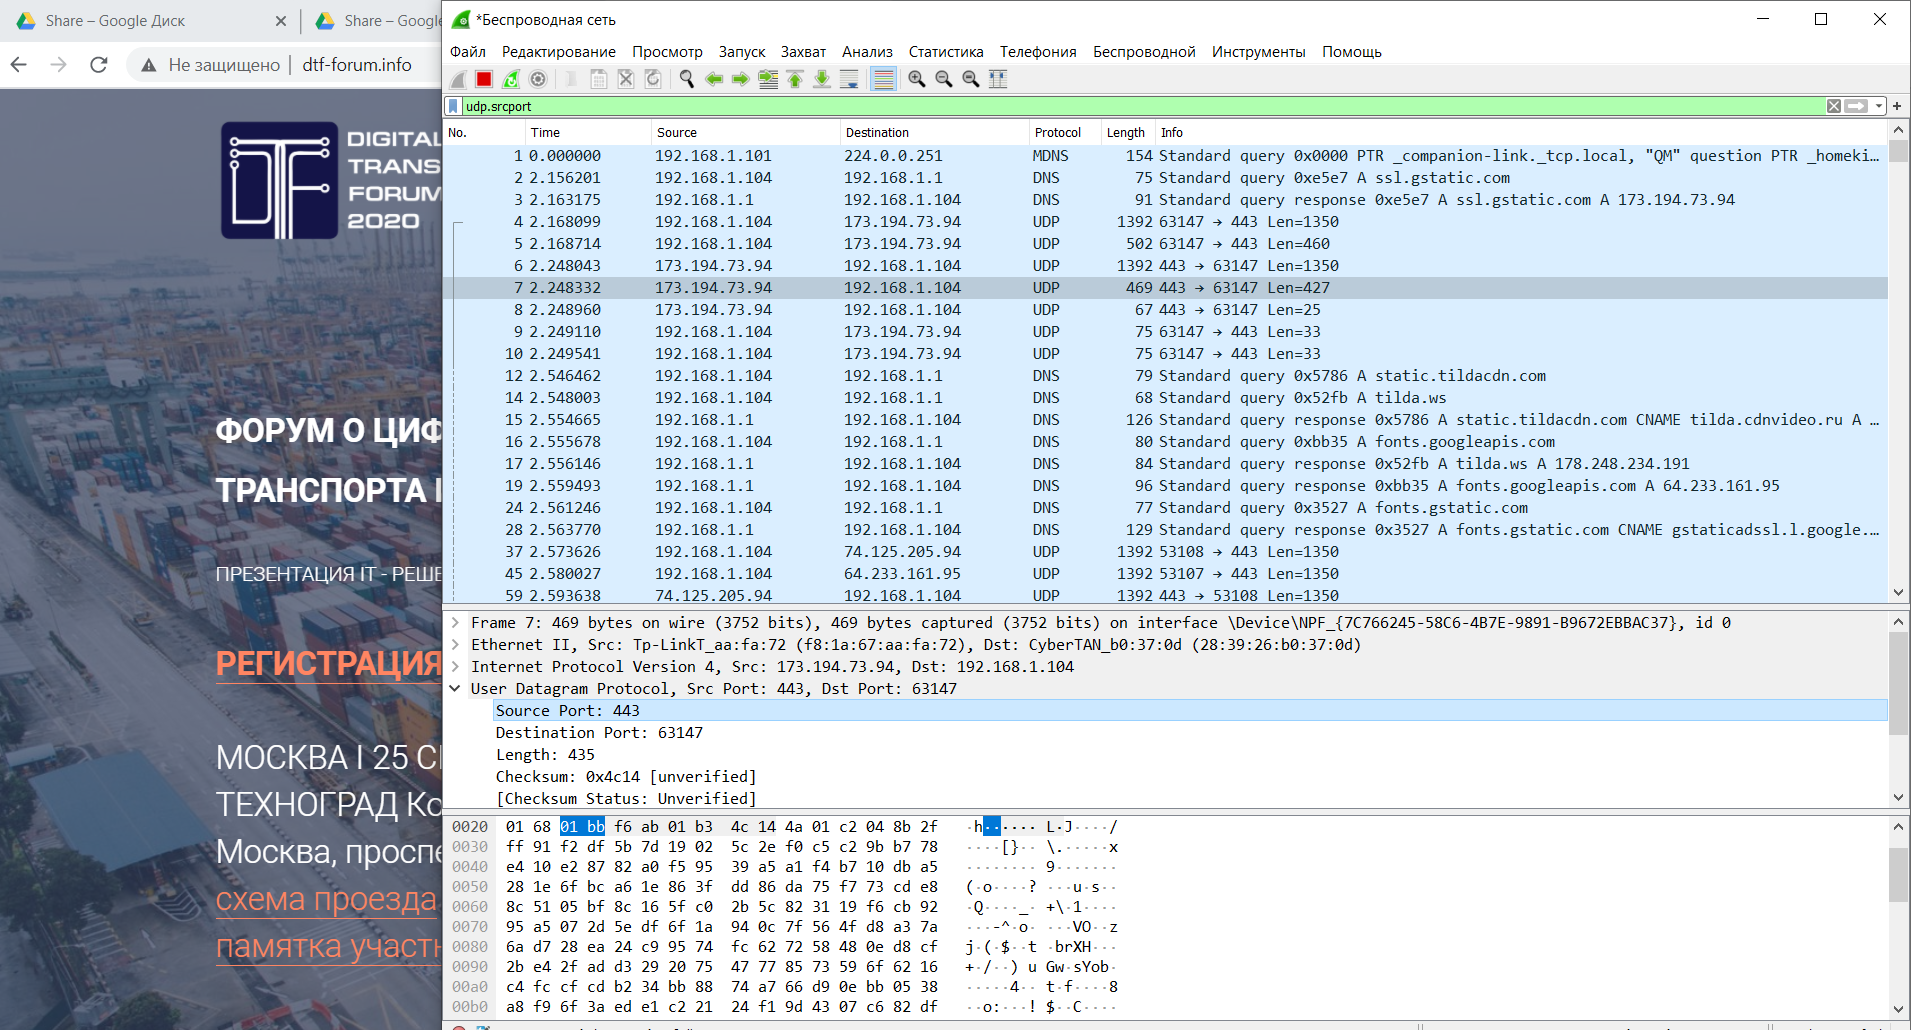 Share – Google Диск
Share – Google
Не защищено | dtf-forum.info
DIGITAL
TRANS
FORUM
2020
ФОРУМ О ЦИФ
ТРАНСПОРТА
ПРЕЗЕНТАЦИЯ IT - РЕШЕ
РЕГИСТРАЦИЯ
МОСКВА I 25 СЕ
ТЕХНОГРАД Ко
Москва, проспе
схема проезда
памятка участн
*Беспроводная сеть
Файл Редактирование Просмотр Запуск Захват Анализ Статистика Телефония Беспроводной Инструменты Помощь
udp.srcport
No. Time Source Destination Protocol Length Info
1 0.000000 192.168.1.101 224.0.0.251 MDNS 154 Standard query 0x0000 PTR _companion-link._tcp.local, "QM" question PTR _homeki…
2 2.156201 192.168.1.104 192.168.1.1 DNS 75 Standard query 0xe5e7 A ssl.gstatic.com
3 2.163175 192.168.1.1 192.168.1.104 DNS 91 Standard query response 0xe5e7 A ssl.gstatic.com A 173.194.73.94
4 2.168099 192.168.1.104 173.194.73.94 UDP 1392 63147 → 443 Len=1350
5 2.168714 192.168.1.104 173.194.73.94 UDP 502 63147 → 443 Len=460
6 2.248043 173.194.73.94 192.168.1.104 UDP 1392 443 → 63147 Len=1350
7 2.248332 173.194.73.94 192.168.1.104 UDP 469 443 → 63147 Len=427
8 2.248960 173.194.73.94 192.168.1.104 UDP 67 443 → 63147 Len=25
9 2.249110 192.168.1.104 173.194.73.94 UDP 75 63147 → 443 Len=33
10 2.249541 192.168.1.104 173.194.73.94 UDP 75 63147 → 443 Len=33
12 2.546462 192.168.1.104 192.168.1.1 DNS 79 Standard query 0x5786 A static.tildacdn.com
14 2.548003 192.168.1.104 192.168.1.1 DNS 68 Standard query 0x52fb A tilda.ws
15 2.554665 192.168.1.1 192.168.1.104 DNS 126 Standard query response 0x5786 A static.tildacdn.com CNAME tilda.cdnvideo.ru A …
16 2.555678 192.168.1.104 192.168.1.1 DNS 80 Standard query 0xbb35 A fonts.googleapis.com
17 2.556146 192.168.1.1 192.168.1.104 DNS 84 Standard query response 0x52fb A tilda.ws A 178.248.234.191
19 2.559493 192.168.1.1 192.168.1.104 DNS 96 Standard query response 0xbb35 A fonts.googleapis.com A 64.233.161.95
24 2.561246 192.168.1.104 192.168.1.1 DNS 77 Standard query 0x3527 A fonts.gstatic.com
28 2.563770 192.168.1.1 192.168.1.104 DNS 129 Standard query response 0x3527 A fonts.gstatic.com CNAME gstaticadssl.l.google.…
37 2.573626 192.168.1.104 74.125.205.94 UDP 1392 53108 → 443 Len=1350
45 2.580027 192.168.1.104 64.233.161.95 UDP 1392 53107 → 443 Len=1350
59 2.593638 74.125.205.94 192.168.1.104 UDP 1392 443 → 53108 Len=1350
Frame 7: 469 bytes on wire (3752 bits), 469 bytes captured (3752 bits) on interface \Device\NPF_{7C766245-58C6-4B7E-9891-B9672EBBAC37}, id 0
Ethernet II, Src: Tp-LinkT_aa:fa:72 (f8:1a:67:aa:fa:72), Dst: CyberTAN_b0:37:0d (28:39:26:b0:37:0d)
Internet Protocol Version 4, Src: 173.194.73.94, Dst: 192.168.1.104
User Datagram Protocol, Src Port: 443, Dst Port: 63147
Source Port: 443
Destination Port: 63147
Length: 435
Checksum: 0x4c14 [unverified]
[Checksum Status: Unverified]
0020 01 68 01 bb f6 ab 01 b3 4c 14 4a 01 c2 04 8b 2f ·h······ L·J····/
0030 ff 91 f2 df 5b 7d 19 02 5c 2e f0 c5 c2 9b b7 78 ····[}·· \.·····x
0040 e4 10 e2 87 82 a0 f5 95 39 a5 a1 f4 b7 10 db a5 ········ 9·······
0050 28 1e 6f bc a6 1e 86 3f dd 86 da 75 f7 73 cd e8 (·o····? ···u·s··
0060 8c 51 05 bf 8c 16 5f c0 2b 5c 82 31 19 f6 cb 92 ·Q····_· +\·1····
0070 95 a5 07 2d 5e df 6f 1a 94 0c 7f 56 4f d8 a3 7a ···-^·o· ···VO··z
0080 6a d7 28 ea 24 c9 95 74 fc 62 72 58 48 0e d8 cf j·(·$··t ·brXH···
0090 2b e4 2f ad d3 29 20 75 47 77 85 73 59 6f 62 16 +·/··) u Gw·sYob·
00a0 c4 fc cf cd b2 34 bb 88 74 a7 66 d9 0e bb 05 38 ·····4·· t·f····8
00b0 a8 f9 6f 3a ed e1 c2 21 24 f1 9d 43 07 c6 82 df ··o:···! $··C····